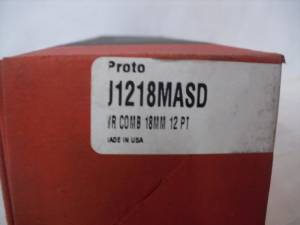 Proto
J1218MASD
WR COMB 18MM 12 PT
MADE IN USA